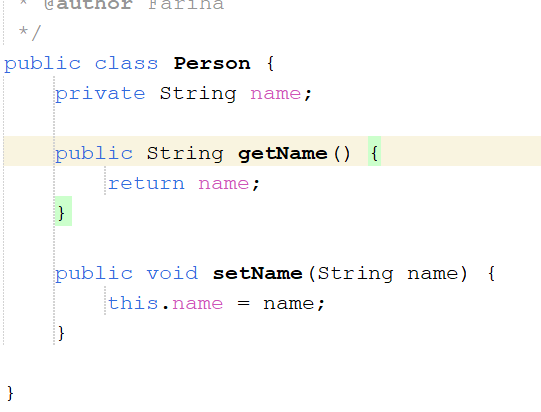 * @author Farina
*/
public class Person {
private String name;
public String getName() {
return name;
}
public void setName(String name) {
this.name = name;
}
}